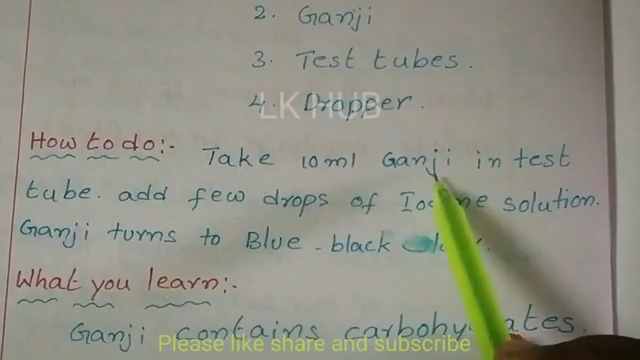 2. Ganji
3. Test tubes.
4. Dropper.
LK HUB
How to do:- Take 10ml Ganji in test
tube. add few drops of solution.
Ganji turns to Blue-black
What you learn:-
Ganji contains
Please like share and subscribe